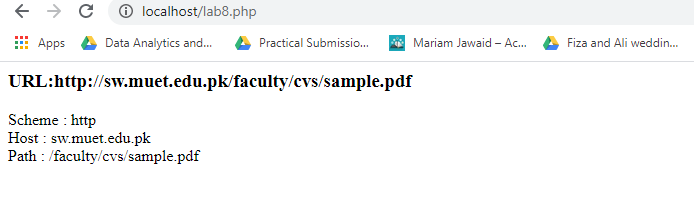 localhost/lab8.php
Apps Data Analytics and... Practical Submissio... Mariam Jawaid – Ac... Fiza and Ali weddin...
URL:http://sw.muet.edu.pk/faculty/cvs/sample.pdf
Scheme : http
Host : sw.muet.edu.pk
Path : /faculty/cvs/sample.pdf